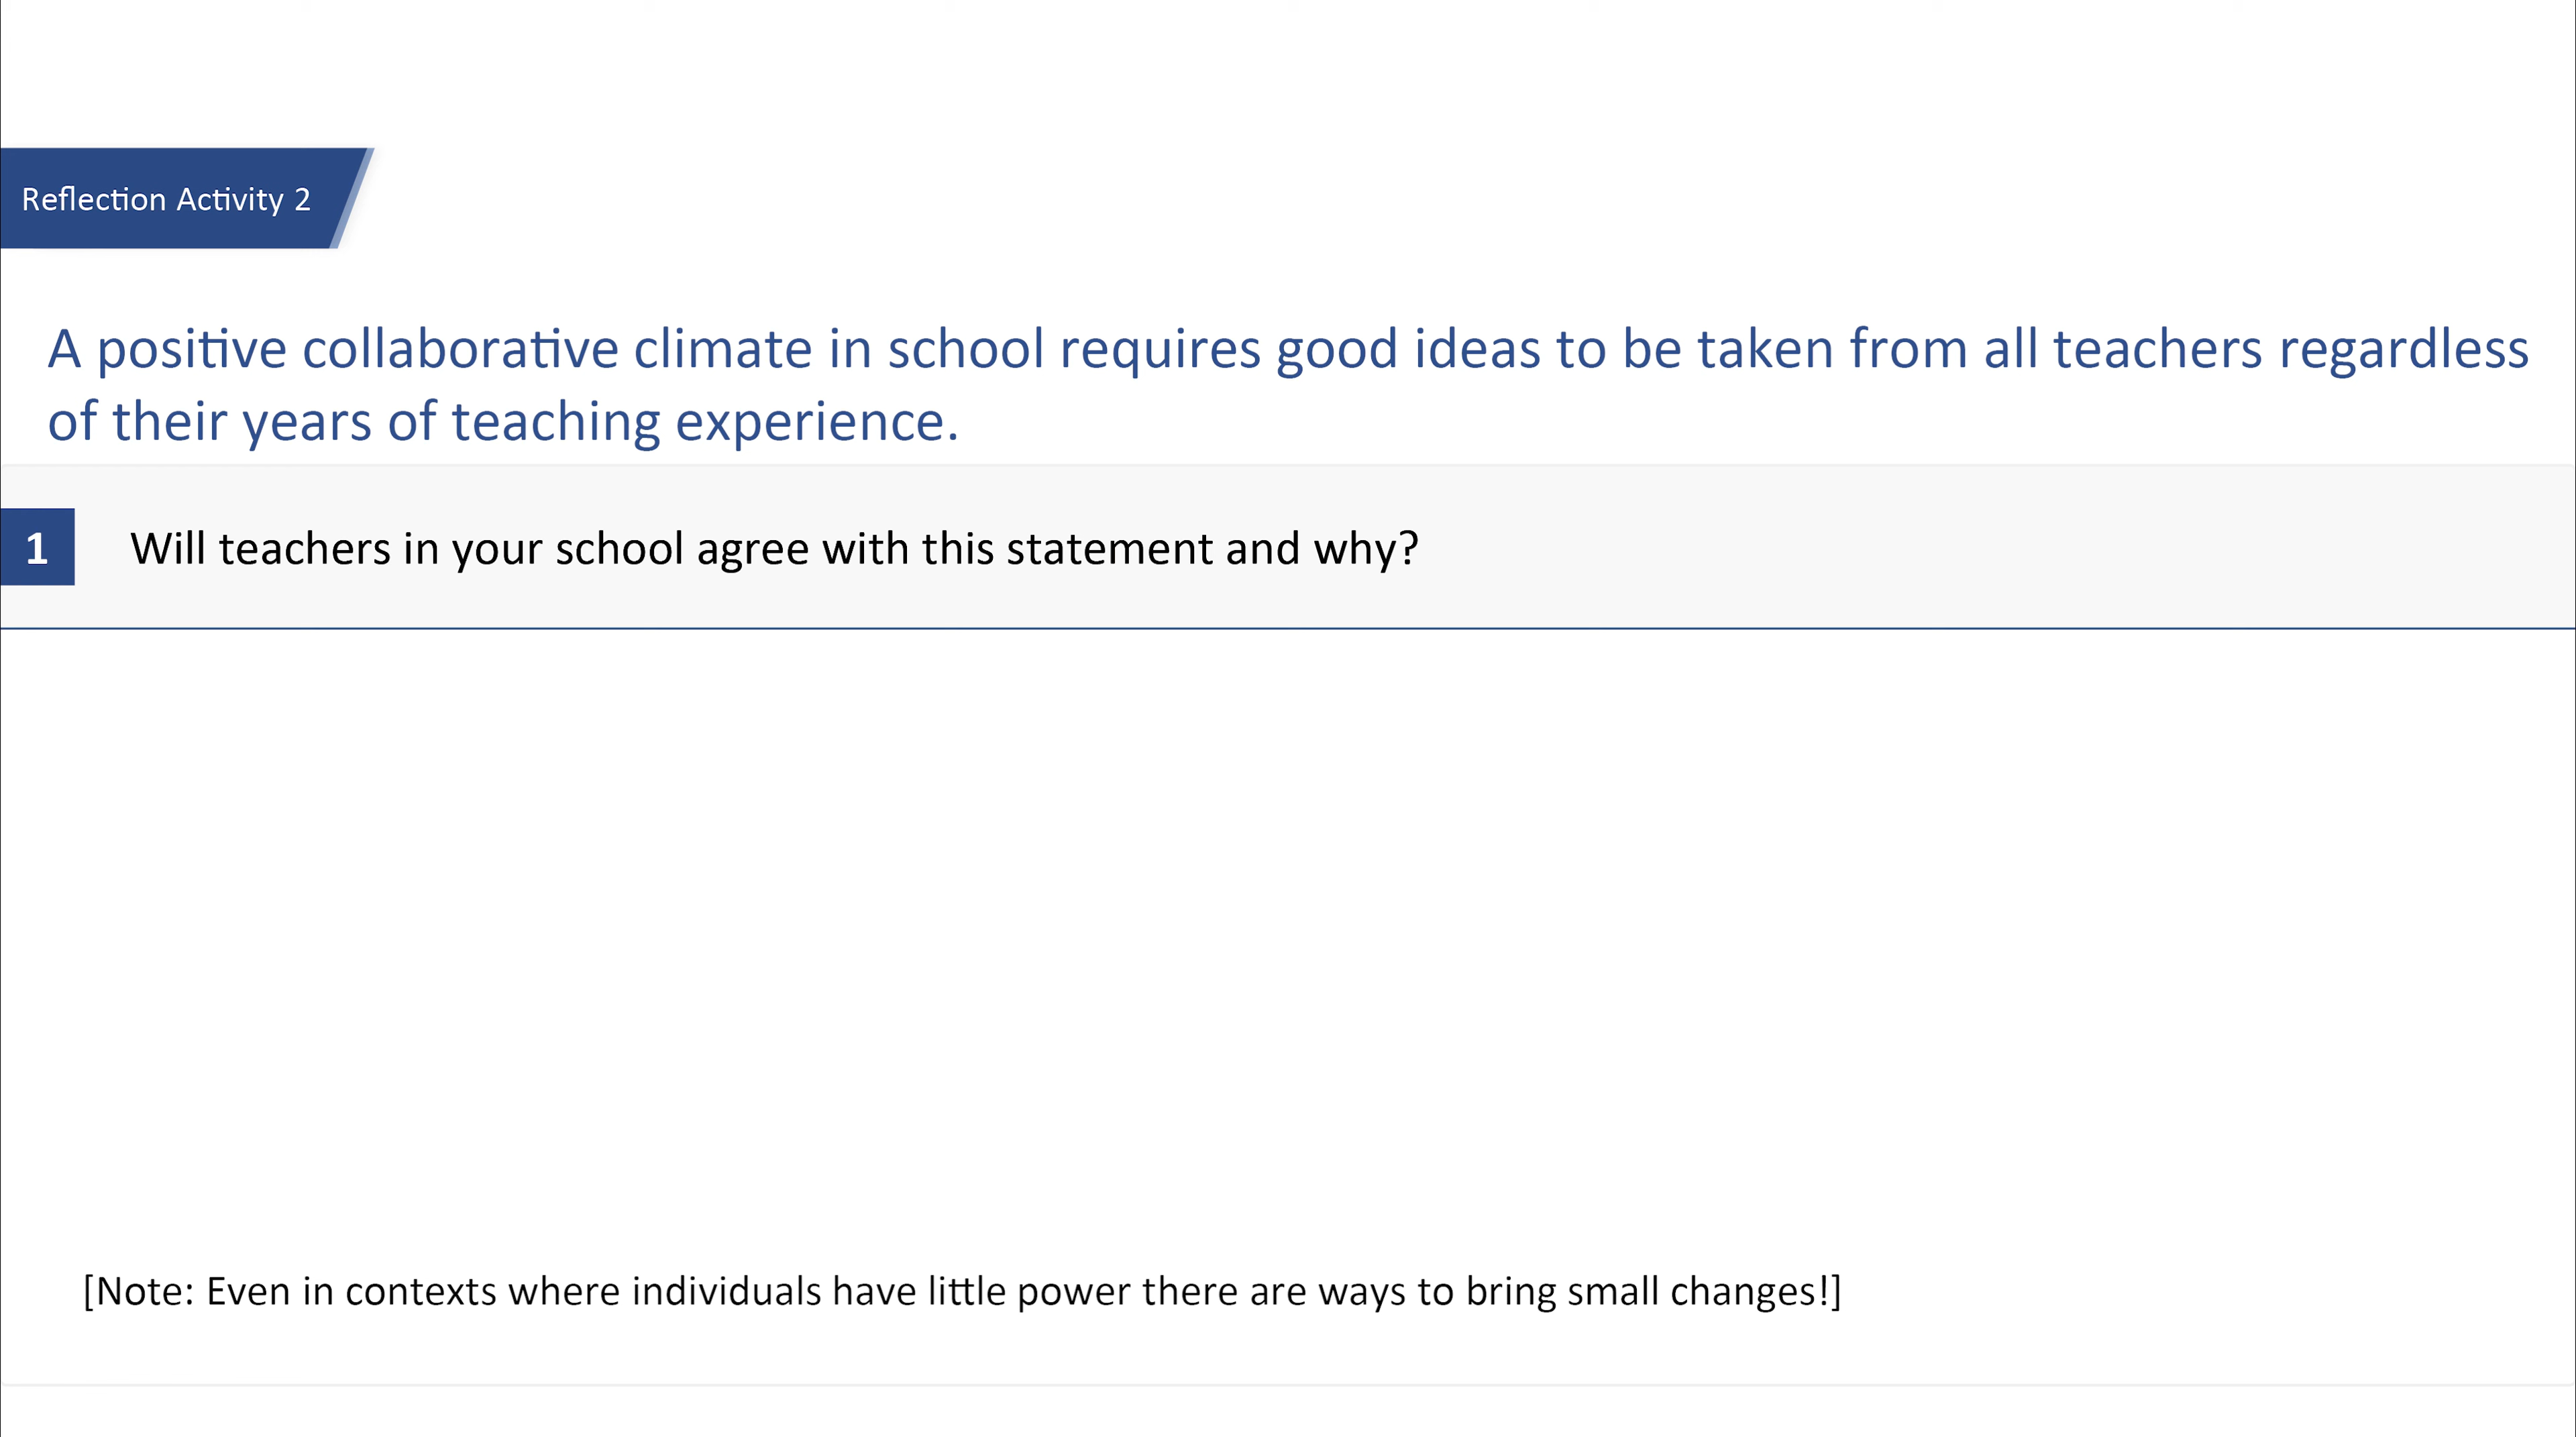 Reflection Activity 2
A positive collaborative climate in school requires good ideas to be taken from all teachers regardless
of their years of teaching experience.
1 Will teachers in your school agree with this statement and why?
[Note: Even in contexts where individuals have little power there are ways to bring small changes!]